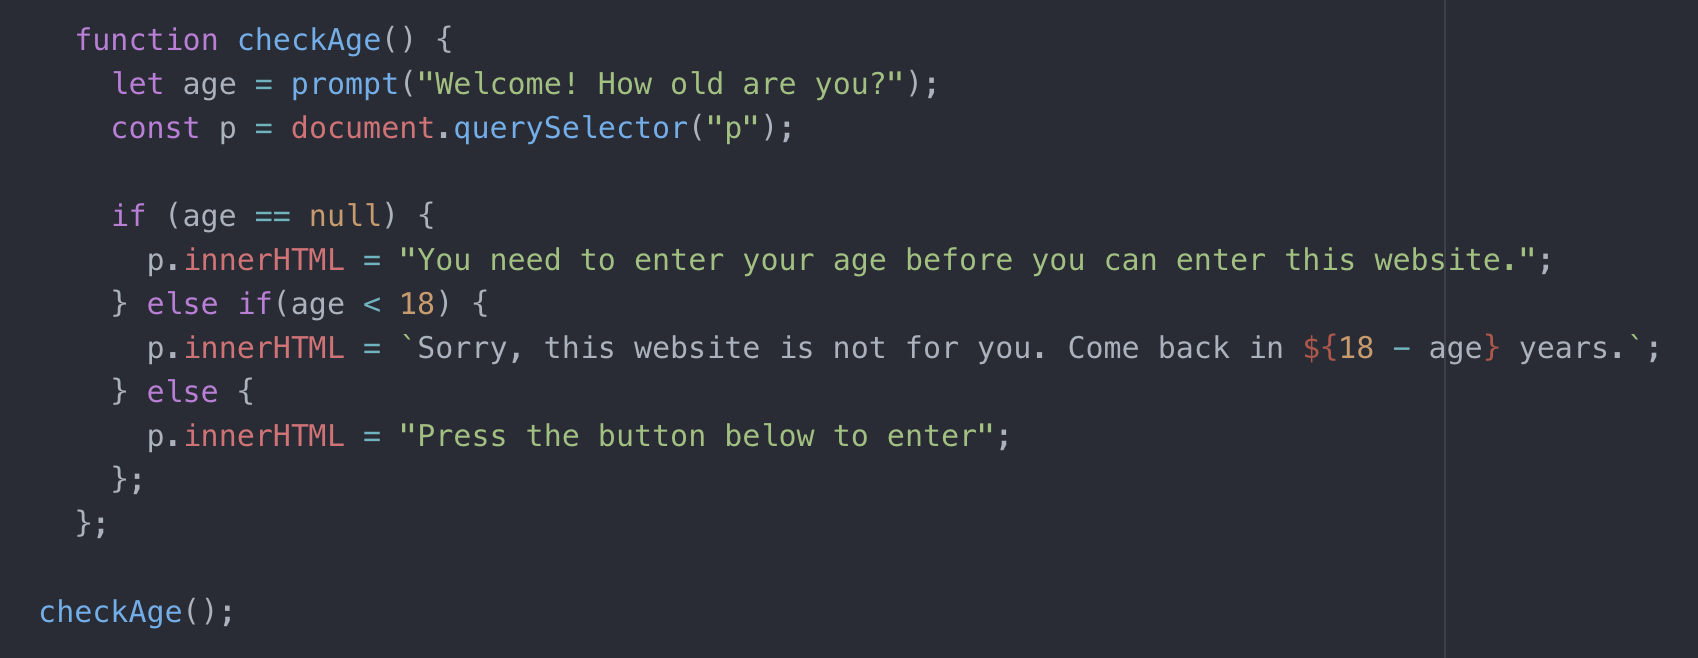 function checkAge() {
let age = prompt("Welcome! How old are you?");
const p = document.querySelector("p");
if (age == null) {
p.innerHTML = "You need to enter your age before you can enter this website.";
} else if(age < 18) {
p.innerHTML = `Sorry, this website is not for you. Come back in ${18 - age} years.`;
} else {
p.innerHTML = "Press the button below to enter";
};
};
checkAge();